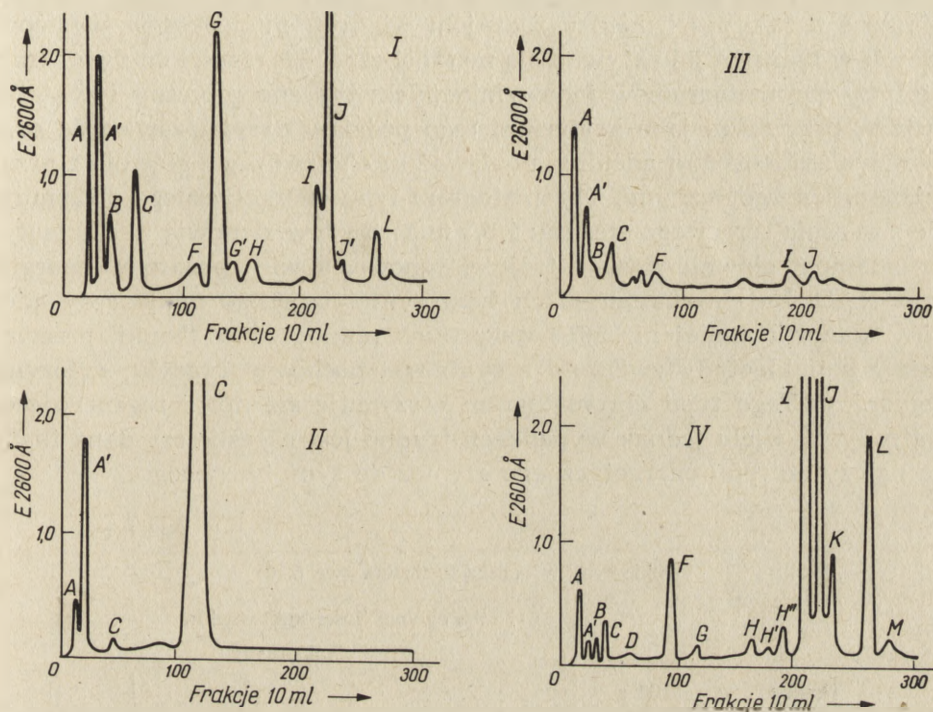 I
E 2600 Å
2,0
1,0
A
A'
B
C
F
G
G'
H
I
J
J'
L
0
100
200
300
Frakcje 10 ml
III
E 2600 Å
2,0
1,0
A
A'
B
C
F
I
J
0
100
200
300
Frakcje 10 ml
II
E 2600 Å
2,0
1,0
A
A'
C
C
0
100
200
300
Frakcje 10 ml
IV
E 2600 Å
2,0
1,0
A
A'
B
C
D
F
G
H
H'
H"
I
J
K
L
M
0
100
200
300
Frakcje 10 ml